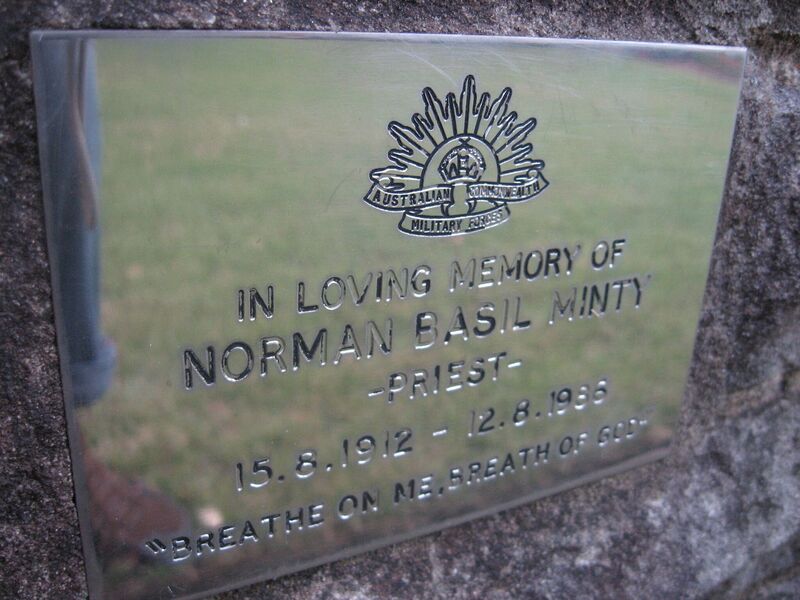 AUSTRALIAN COMMONWEALTH
MILITARY FORCES
IN LOVING MEMORY OF
NORMAN BASIL MINTY
-PRIEST-
15.8.1912 - 12.8.1988
"BREATHE ON ME, BREATH OF GOD"